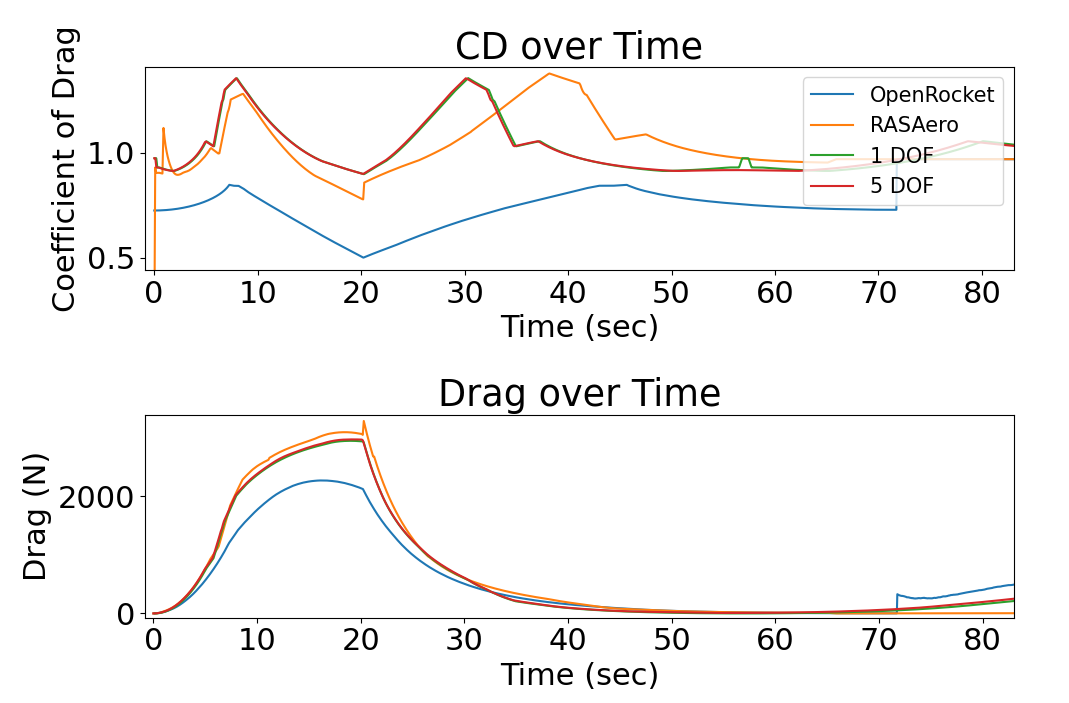 CD over Time
Coefficient of Drag
1.0
0.5
OpenRocket
RASAero
1 DOF
5 DOF
0 10 20 30 40 50 60 70 80
Time (sec)
Drag over Time
Drag (N)
2000
0
0 10 20 30 40 50 60 70 80
Time (sec)